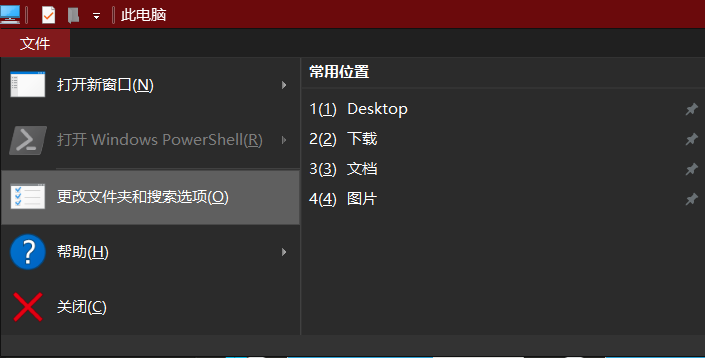 此电脑
文件
打开新窗口(N)
打开 Windows PowerShell(R)
更改文件夹和搜索选项(O)
帮助(H)
关闭(C)
常用位置
1(1) Desktop
2(2) 下载
3(3) 文档
4(4) 图片